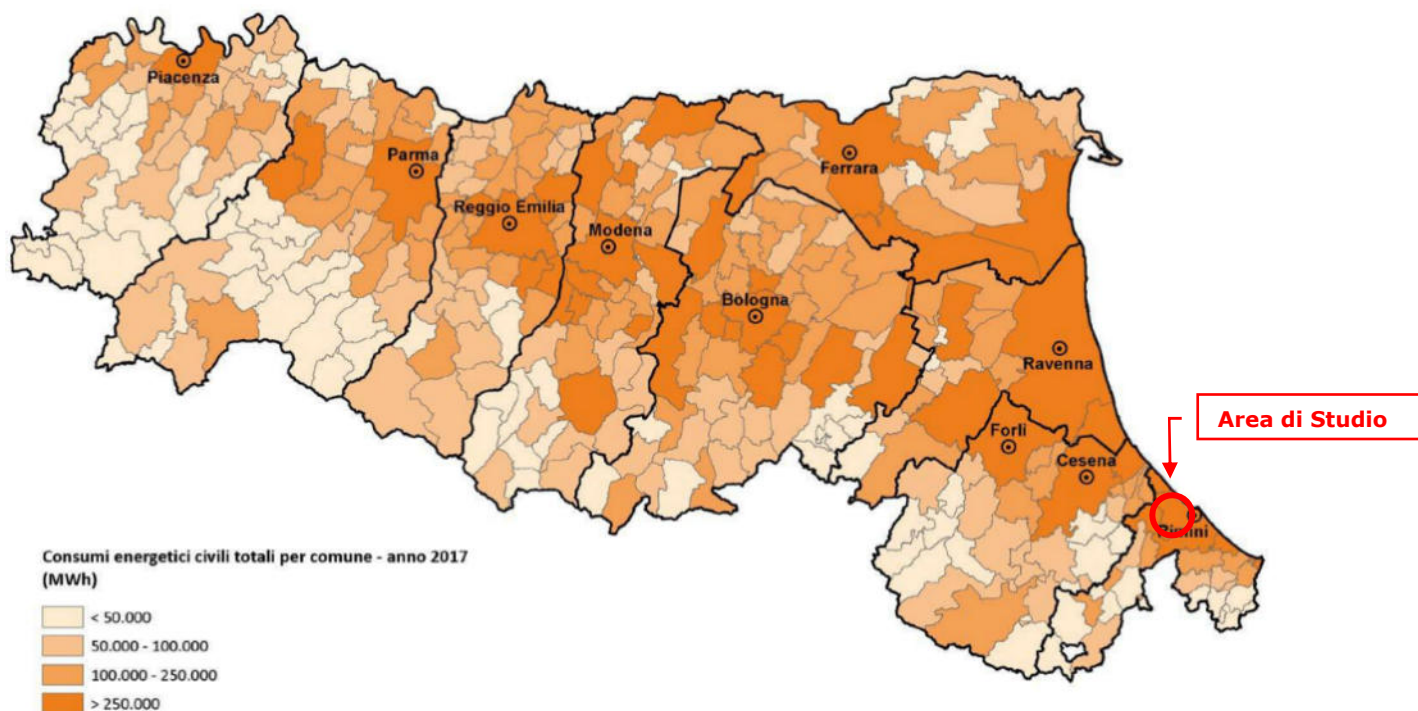 Piacenza
Parma
Ferrara
Reggio Emilia
Modena
Bologna
Ravenna
Area di Studio
Forlì
Cesena
Rimini
Consumi energetici civili totali per comune - anno 2017
(MWh)
< 50.000
50.000 - 100.000
100.000 - 250.000
> 250.000